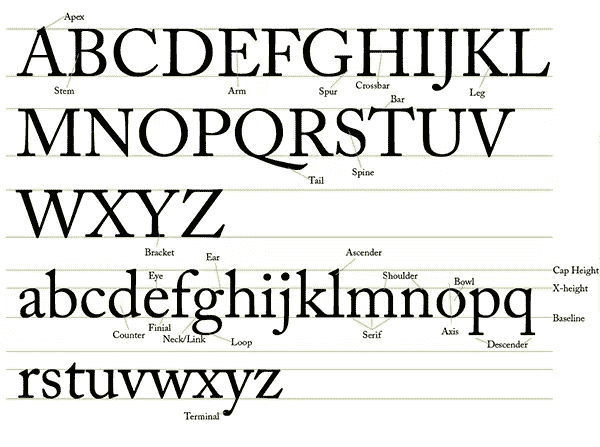 Apex
ABCDEFGHIJKL
Stem Arm Spur Crossbar Leg
Bar
MNOPQRSTUV
Tail Spine
WXYZ
Bracket Ear Ascender
Eye Shoulder Bowl Cap Height
abcdefghijklmnopq X-height
Baseline
Counter Finial Neck/Link Loop Serif Axis Descender
rstuvwxyz
Terminal